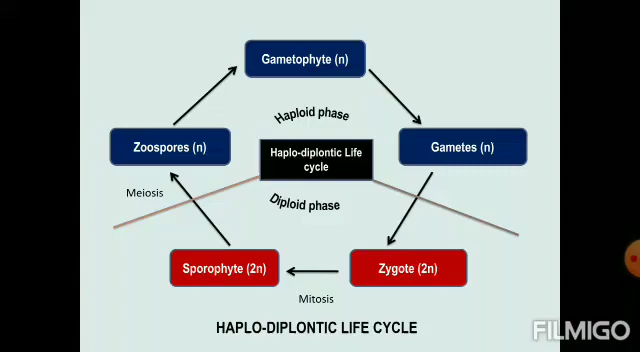 Gametophyte (n)
Haploid phase
Zoospores (n)
Haplo-diplontic Life
cycle
Gametes (n)
Meiosis
Diploid phase
Sporophyte (2n)
Zygote (2n)
Mitosis
HAPLO-DIPLONTIC LIFE CYCLE
FILMIGO